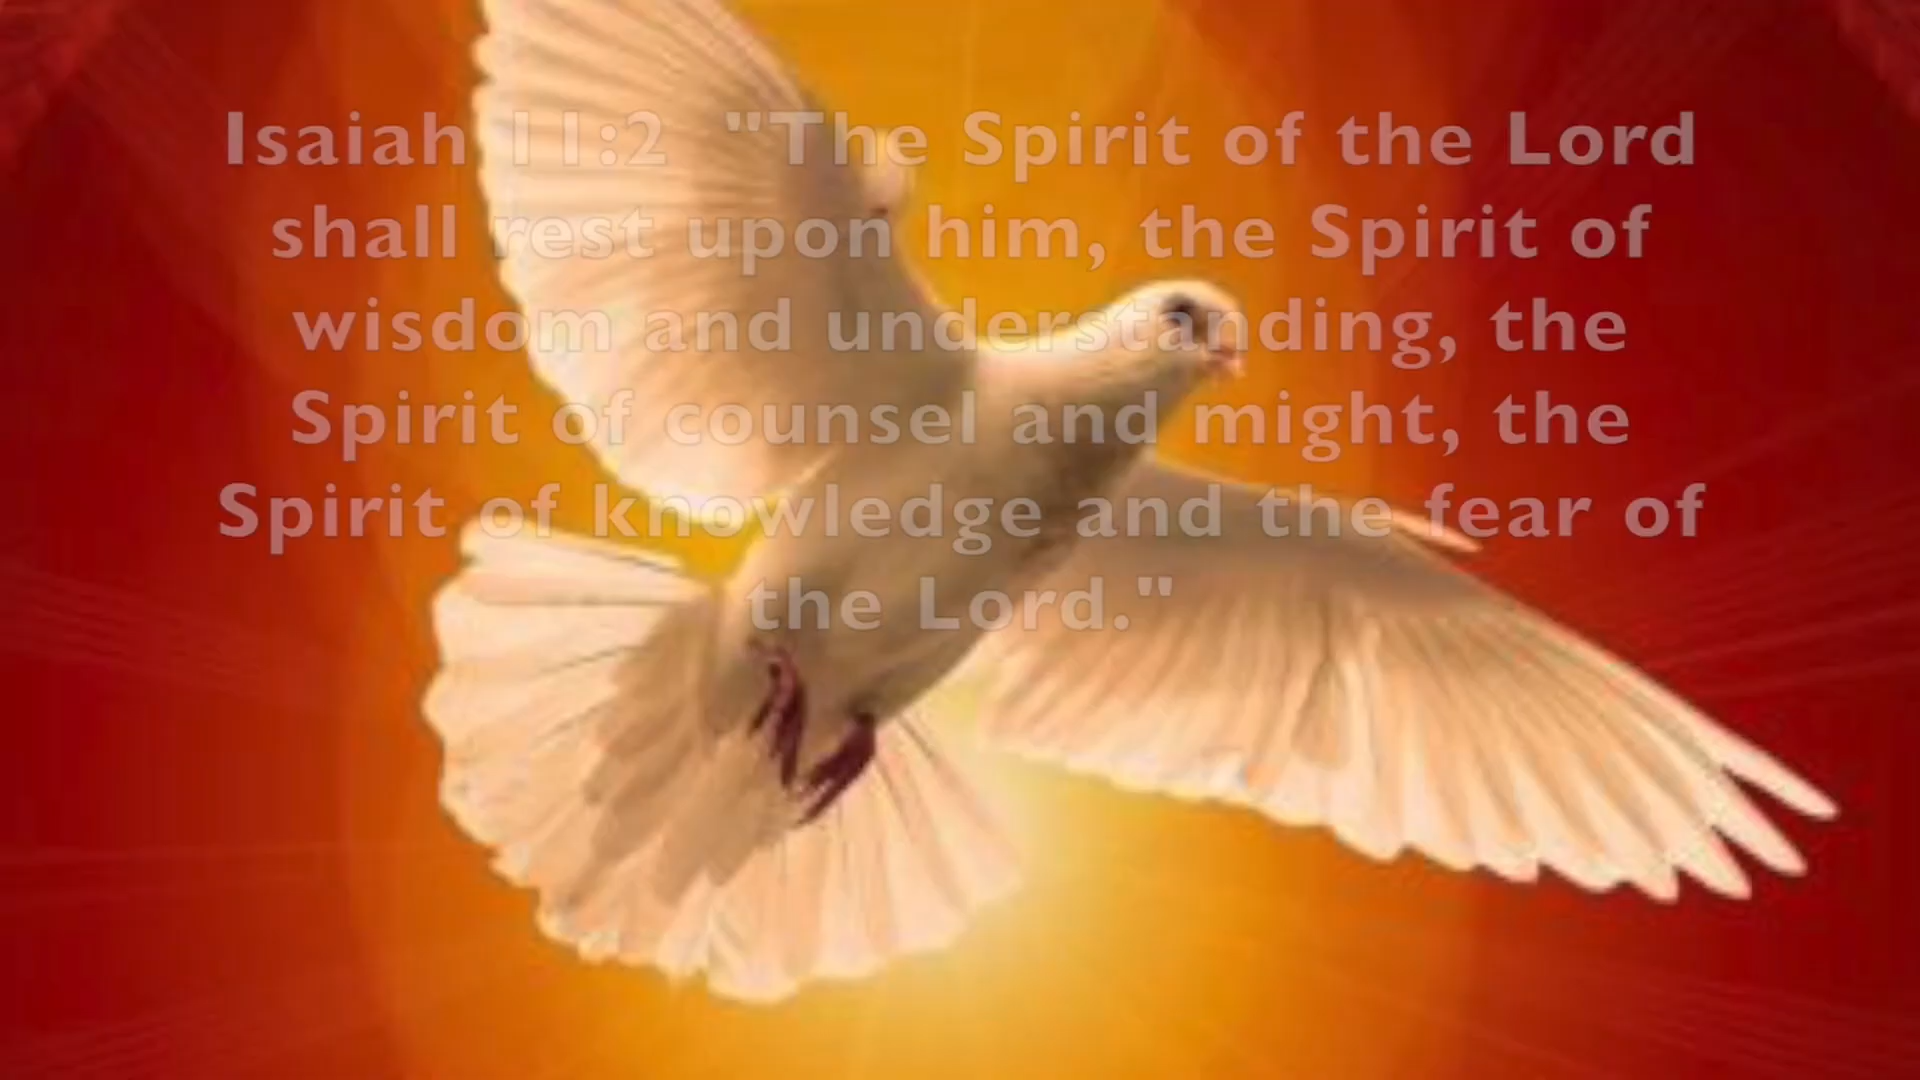 Isaiah 11:2 "The Spirit of the Lord
shall rest upon him, the Spirit of
wisdom and understanding, the
Spirit of counsel and might, the
Spirit of knowledge and the fear of
the Lord."